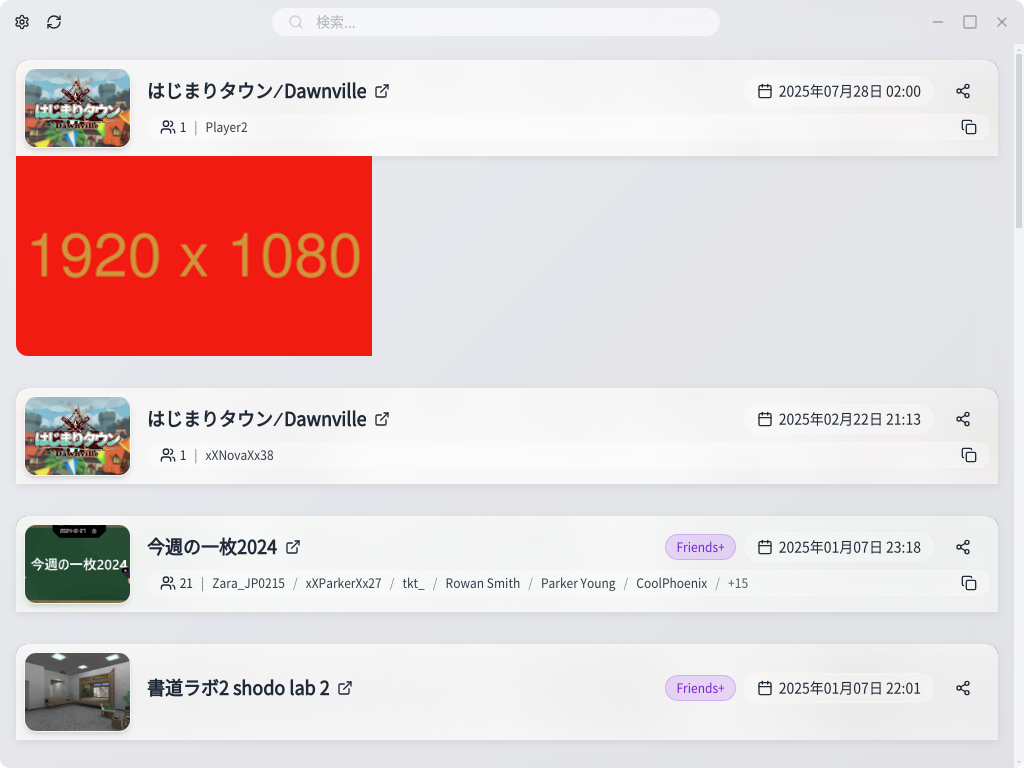 検索...
はじまりタウン/Dawnville
2025年07月28日 02:00
はじまりタウン
Dawnville
1 | Player2
1920 x 1080
はじまりタウン/Dawnville
2025年02月22日 21:13
はじまりタウン
Dawnville
1 | xXNovaXx38
今週の一枚2024
Friends+
2025年01月07日 23:18
今週の一枚2024
21 | Zara_JP0215 / xXParkerXx27 / tkt_ / Rowan Smith / Parker Young / CoolPhoenix / +15
書道ラボ2 shodo lab 2
Friends+
2025年01月07日 22:01